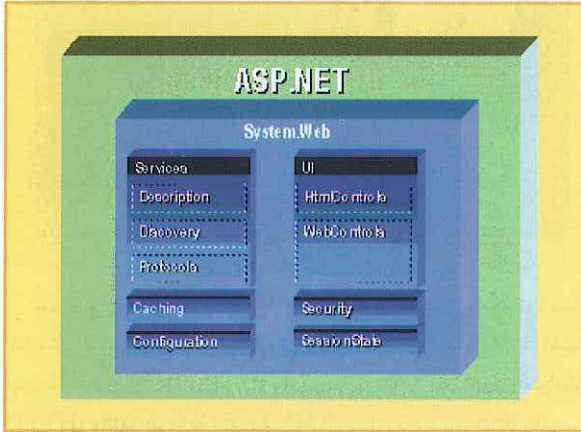 ASP.NET
System.Web
Services
Description
Discovery
Protocols
Caching
Configuration
UI
HtmlControls
WebControls
Security
SessionState